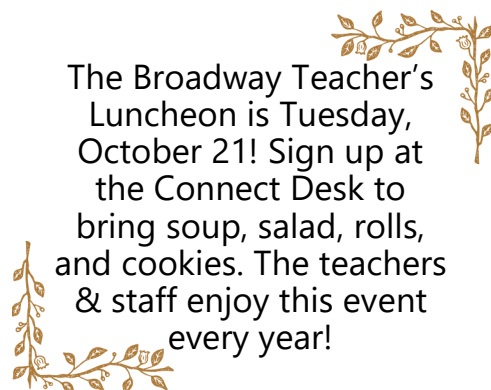 The Broadway Teacher’s
Luncheon is Tuesday,
October 21! Sign up at
the Connect Desk to
bring soup, salad, rolls,
and cookies. The teachers
& staff enjoy this event
every year!